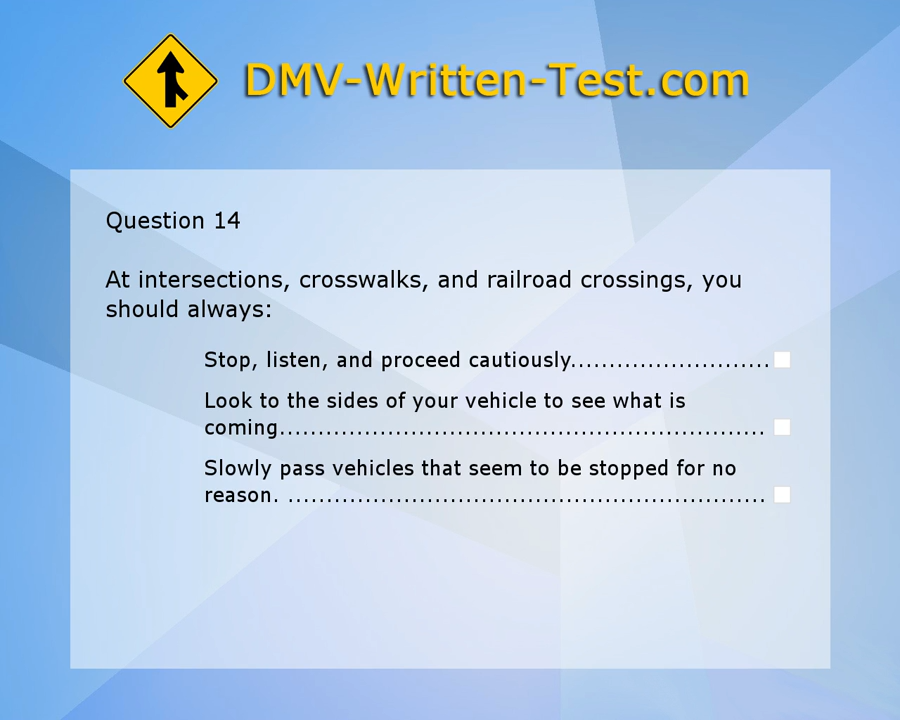 DMV-Written-Test.com
Question 14
At intersections, crosswalks, and railroad crossings, you
should always:
Stop, listen, and proceed cautiously..........................
Look to the sides of your vehicle to see what is
coming...............................................................
Slowly pass vehicles that seem to be stopped for no
reason. ..............................................................